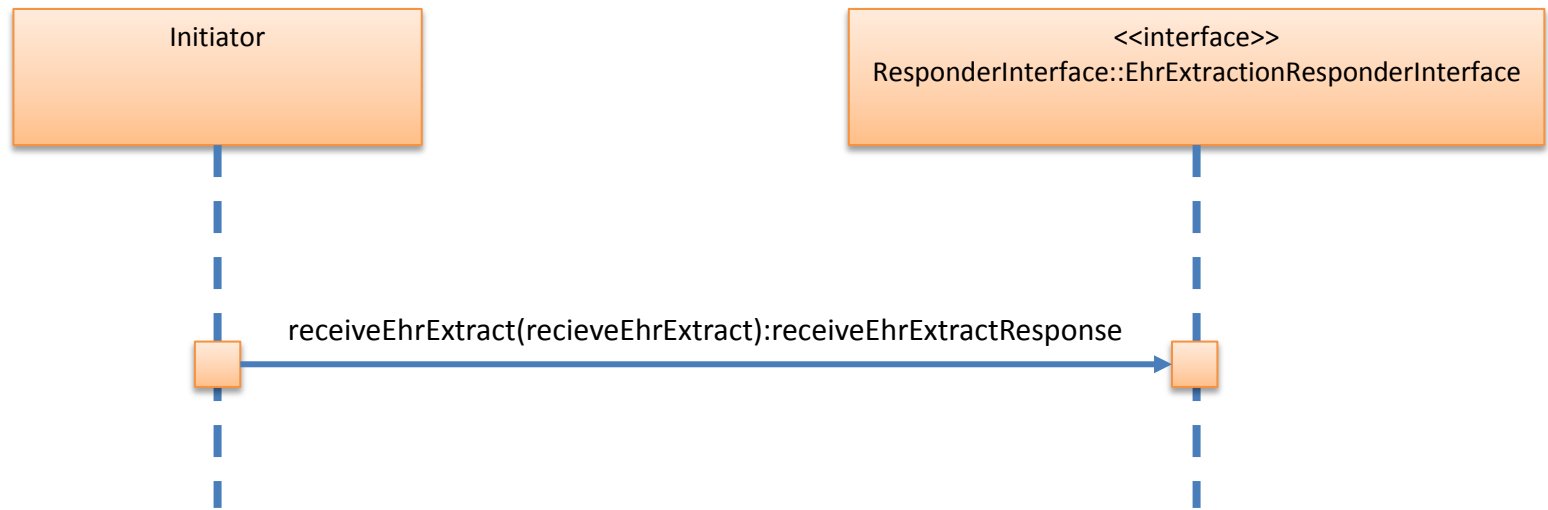 Initiator
<<interface>>
ResponderInterface::EhrExtractionResponderInterface
receiveEhrExtract(recieveEhrExtract):receiveEhrExtractResponse